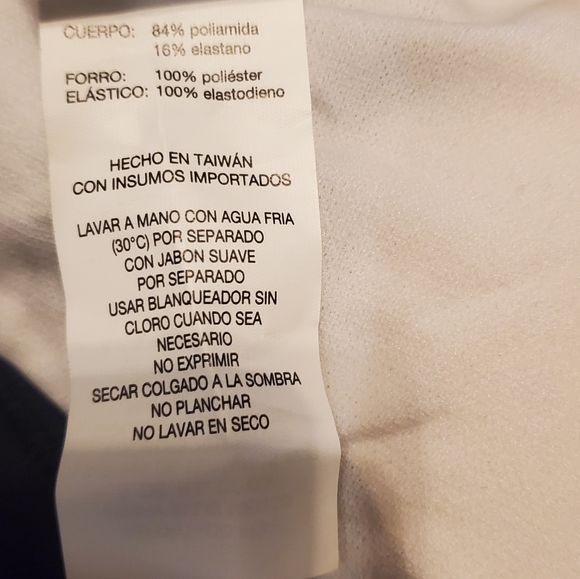 CUERPO: 84% poliamida
16% elastano
FORRO: 100% poliéster
ELÁSTICO: 100% elastodieno
HECHO EN TAIWÁN
CON INSUMOS IMPORTADOS
LAVAR A MANO CON AGUA FRIA
(30°C) POR SEPARADO
CON JABON SUAVE
POR SEPARADO
USAR BLANQUEADOR SIN
CLORO CUANDO SEA
NECESARIO
NO EXPRIMIR
SECAR COLGADO A LA SOMBRA
NO PLANCHAR
NO LAVAR EN SECO